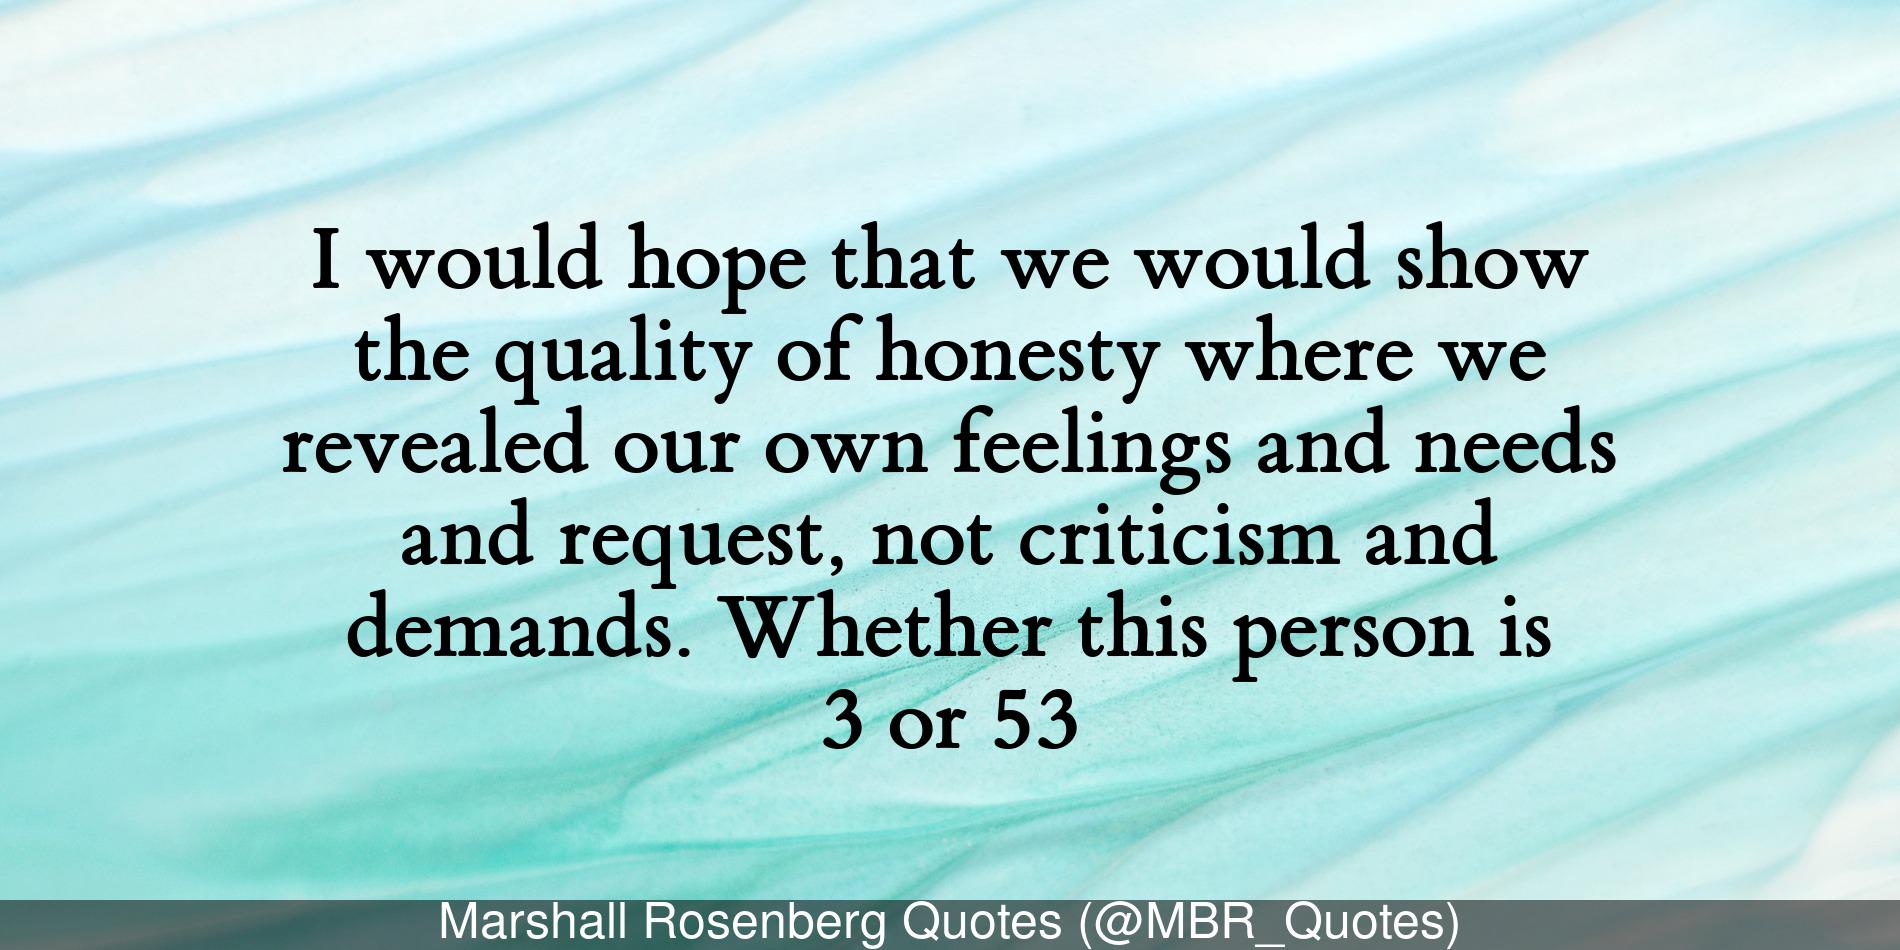 I would hope that we would show
the quality of honesty where we
revealed our own feelings and needs
and request, not criticism and
demands. Whether this person is
3 or 53
Marshall Rosenberg Quotes (@MBR_Quotes)